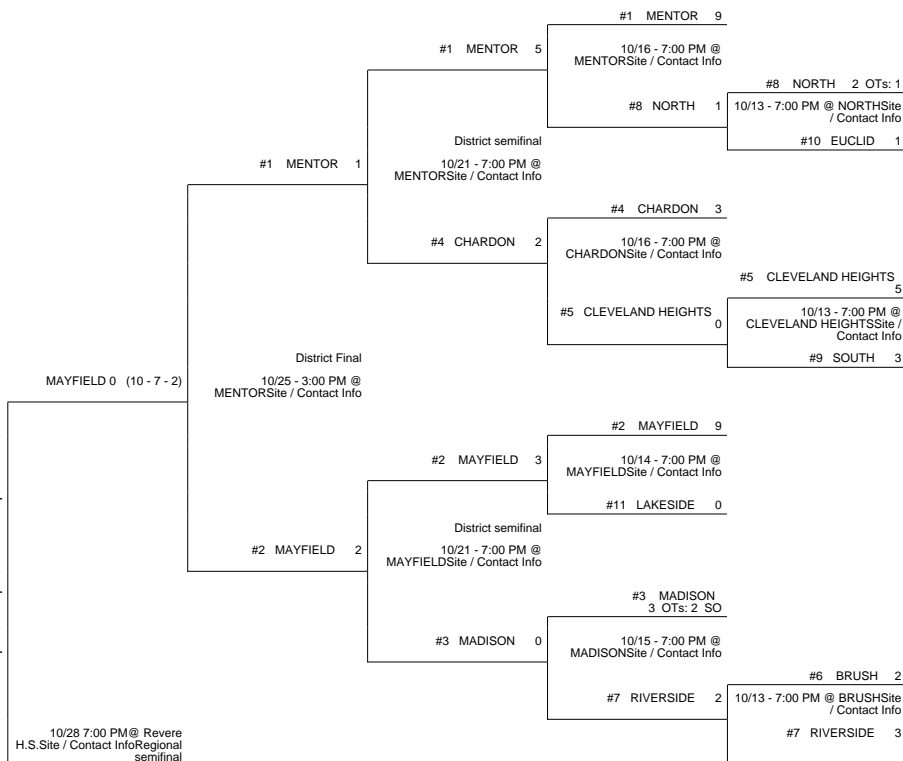 #1 MENTOR 9
#1 MENTOR 5
10/16 - 7:00 PM @
MENTORSite / Contact Info
#8 NORTH 2 OTs: 1
#8 NORTH 1
10/13 - 7:00 PM @ NORTHSite
/ Contact Info
#10 EUCLID 1
District semifinal
#1 MENTOR 1
10/21 - 7:00 PM @
MENTORSite / Contact Info
#4 CHARDON 3
#4 CHARDON 2
10/16 - 7:00 PM @
CHARDONSite / Contact Info
#5 CLEVELAND HEIGHTS
5
#5 CLEVELAND HEIGHTS
0
10/13 - 7:00 PM @
CLEVELAND HEIGHTSSite /
Contact Info
#9 SOUTH 3
District Final
MAYFIELD 0 (10 - 7 - 2)
10/25 - 3:00 PM @
MENTORSite / Contact Info
#2 MAYFIELD 9
#2 MAYFIELD 3
10/14 - 7:00 PM @
MAYFIELDSite / Contact Info
#11 LAKESIDE 0
District semifinal
#2 MAYFIELD 2
10/21 - 7:00 PM @
MAYFIELDSite / Contact Info
#3 MADISON
3 OTs: 2 SO
#3 MADISON 0
10/15 - 7:00 PM @
MADISONSite / Contact Info
#6 BRUSH 2
#7 RIVERSIDE 2
10/13 - 7:00 PM @ BRUSHSite
/ Contact Info
#7 RIVERSIDE 3
10/28 7:00 PM@ Revere
H.S.Site / Contact InfoRegional
semifinal